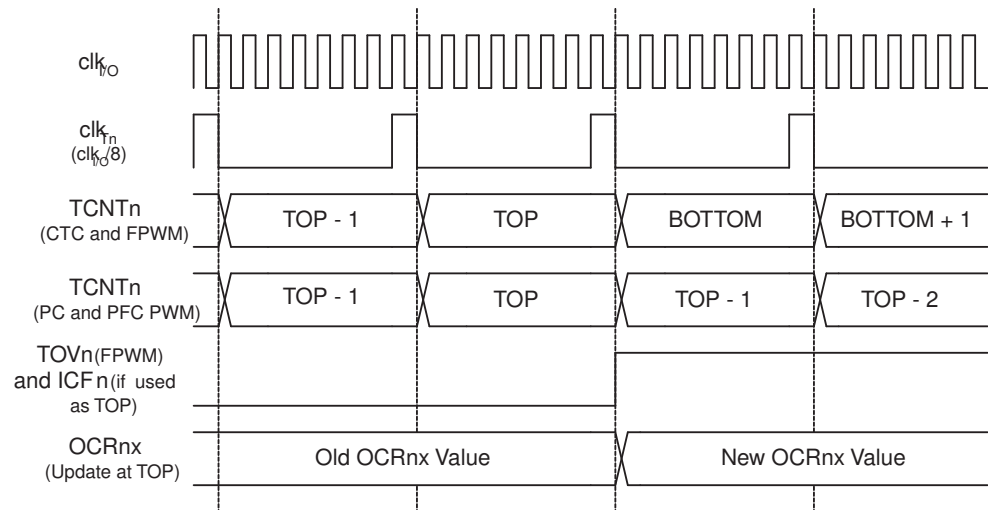 clkI/O
clkTn
(clkI/O/8)
TCNTn
(CTC and FPWM)
TOP - 1 TOP BOTTOM BOTTOM + 1
TCNTn
(PC and PFC PWM)
TOP - 1 TOP TOP - 1 TOP - 2
TOVn(FPWM)
and ICFn(if used
as TOP)
OCRnx
(Update at TOP)
Old OCRnx Value New OCRnx Value